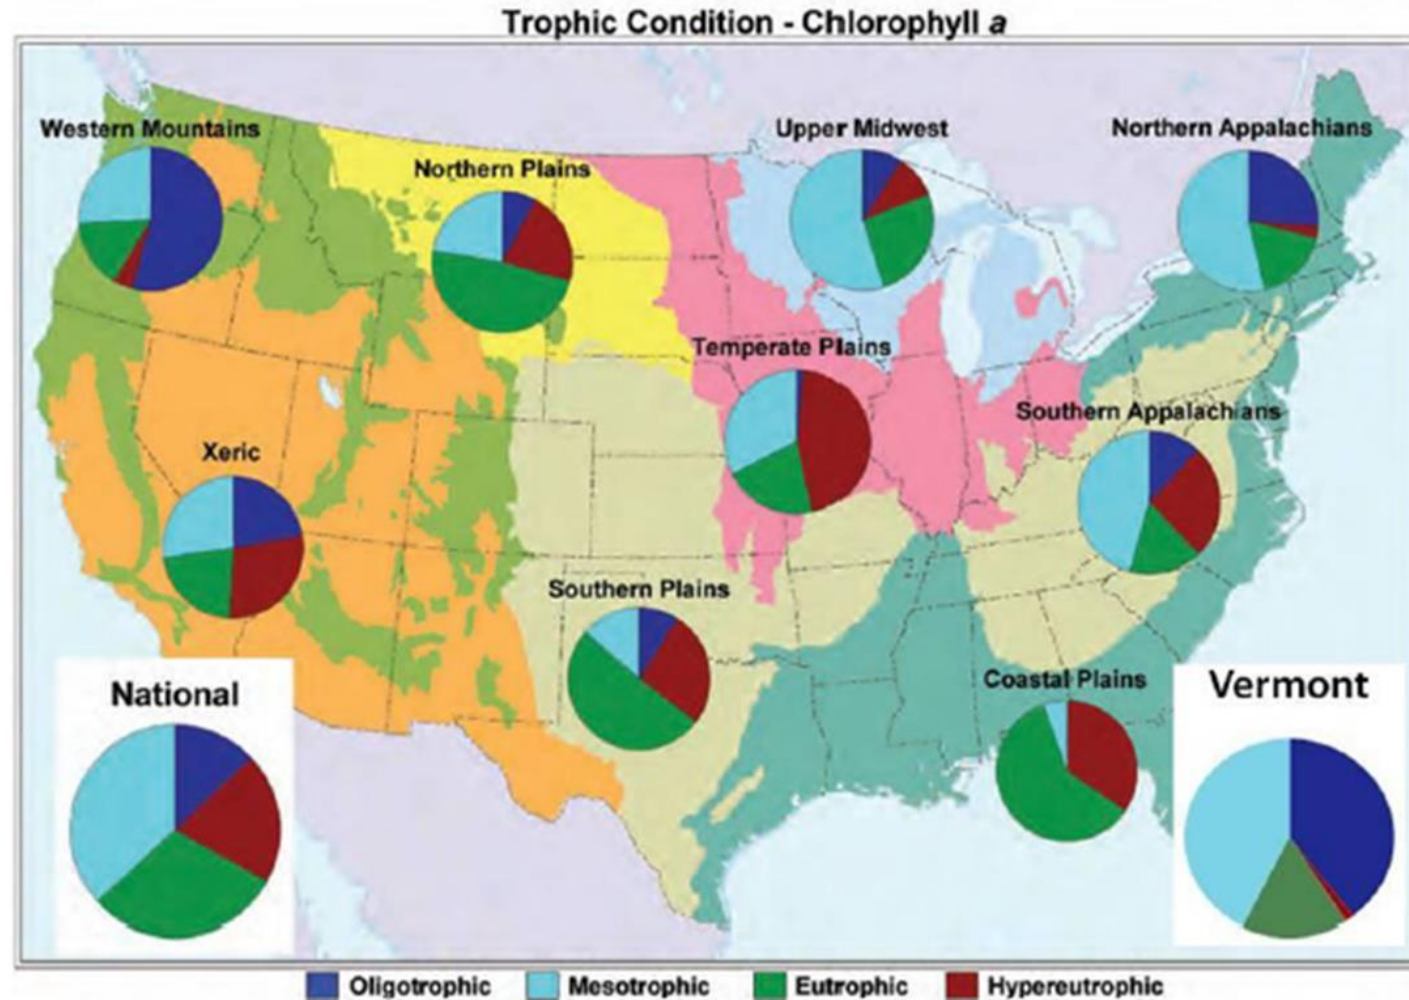 Trophic Condition - Chlorophyll a
Western Mountains
Northern Plains
Upper Midwest
Northern Appalachians
Temperate Plains
Southern Appalachians
Xeric
Southern Plains
Coastal Plains
National
Vermont
Oligotrophic
Mesotrophic
Eutrophic
Hypereutrophic